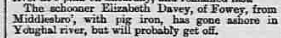 The schooner Elizabeth Davey, of Fowey, from
Middlesbro', with pig iron, has gone ashore in
Youghal river, but will probably get off.